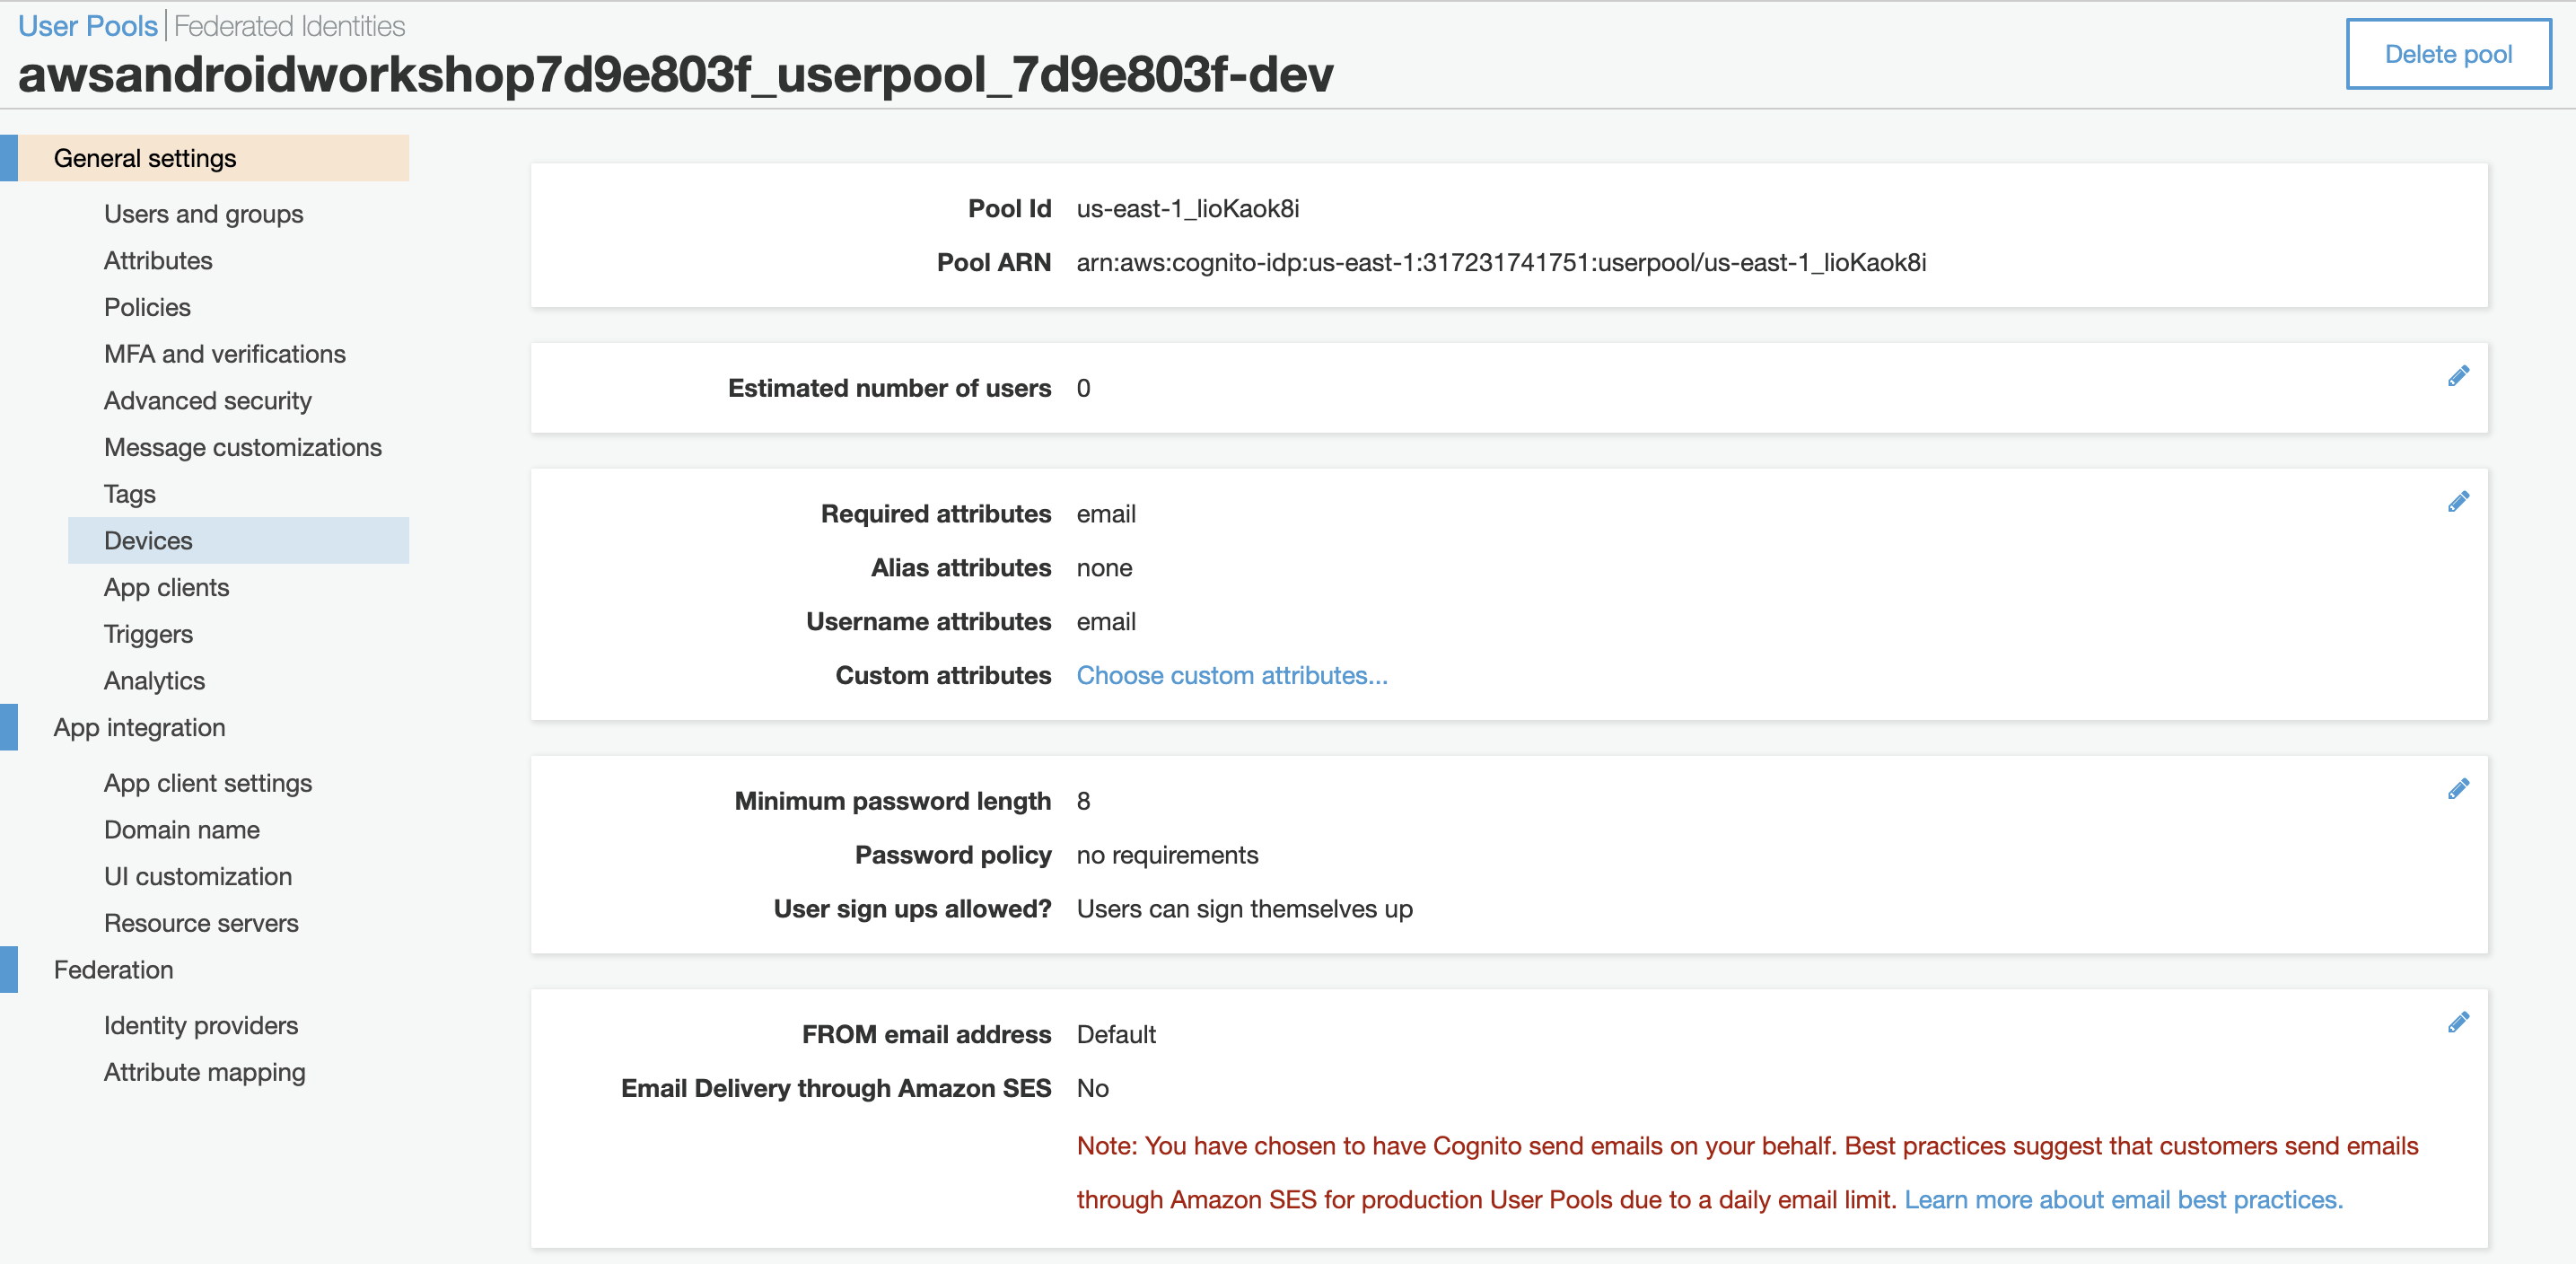 User Pools | Federated Identities
awsandroidworkshop7d9e803f_userpool_7d9e803f-dev
Delete pool
General settings
Users and groups
Attributes
Policies
MFA and verifications
Advanced security
Message customizations
Tags
Devices
App clients
Triggers
Analytics
App integration
App client settings
Domain name
UI customization
Resource servers
Federation
Identity providers
Attribute mapping
Pool Id us-east-1_lioKaok8i
Pool ARN arn:aws:cognito-idp:us-east-1:317231741751:userpool/us-east-1_lioKaok8i
Estimated number of users 0
Required attributes email
Alias attributes none
Username attributes email
Custom attributes Choose custom attributes...
Minimum password length 8
Password policy no requirements
User sign ups allowed? Users can sign themselves up
FROM email address Default
Email Delivery through Amazon SES No
Note: You have chosen to have Cognito send emails on your behalf. Best practices suggest that customers send emails
through Amazon SES for production User Pools due to a daily email limit. Learn more about email best practices.